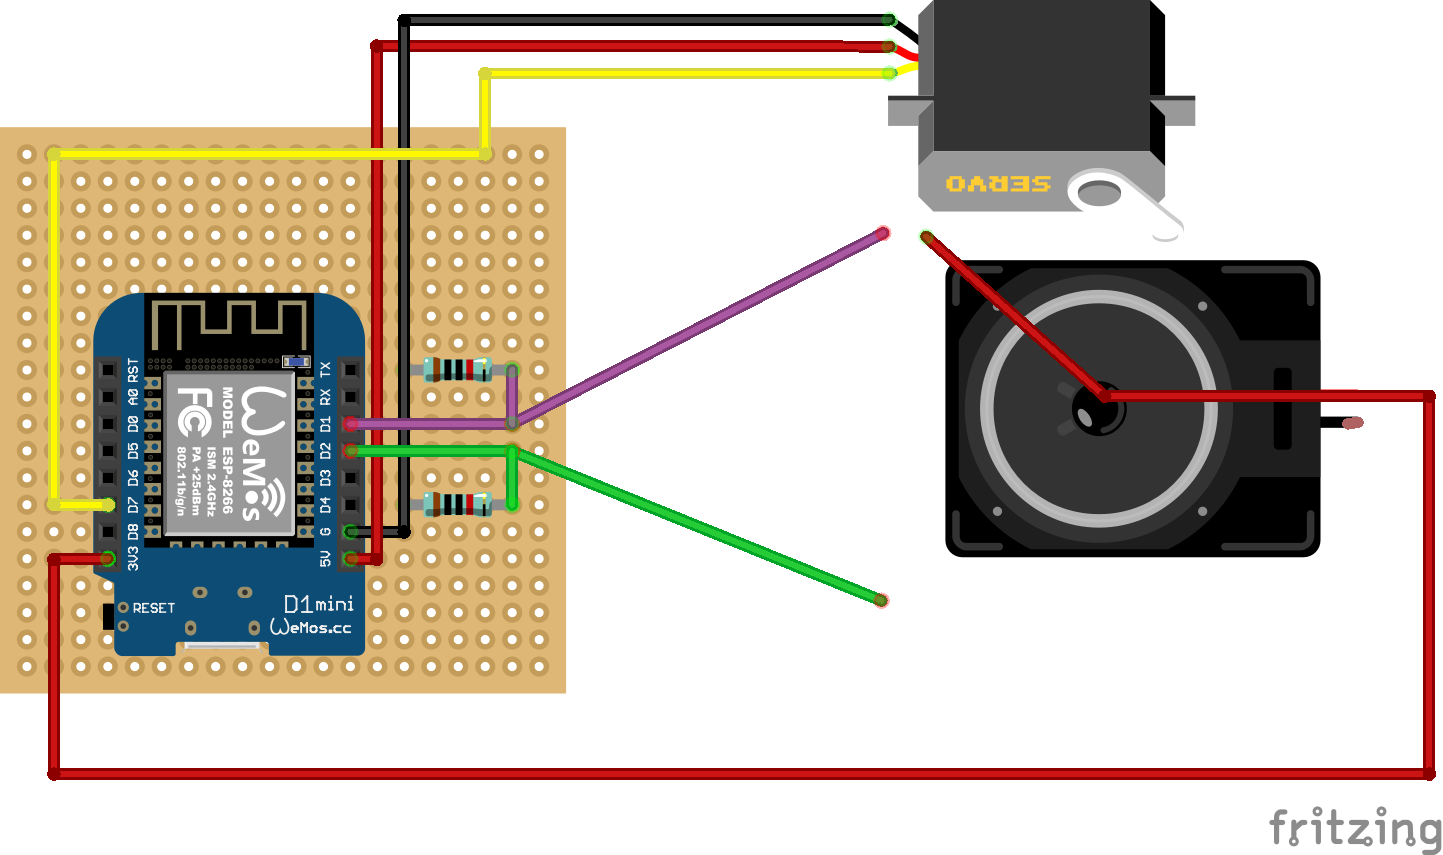 SERVO
RST
A0
D0
D5
D6
D7
D8
3V3
TX
RX
D1
D2
D3
D4
G
5V
WeMos
MODEL ESP-8266
ISM 2.4GHz
PA +25dBm
802.11b/g/n
FC
RESET
D1mini
WeMos.cc
fritzing